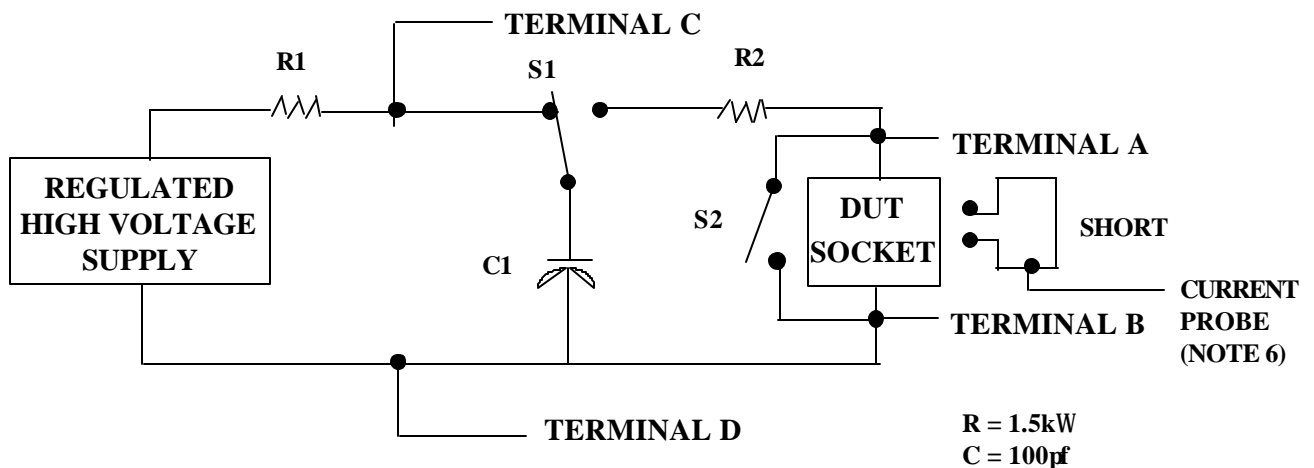 TERMINAL C
R1
S1
R2
TERMINAL A
REGULATED
HIGH VOLTAGE
SUPPLY
DUT
SOCKET
S2
SHORT
C1
CURRENT
PROBE
(NOTE 6)
TERMINAL B
TERMINAL D
R = 1.5kW
C = 100pf